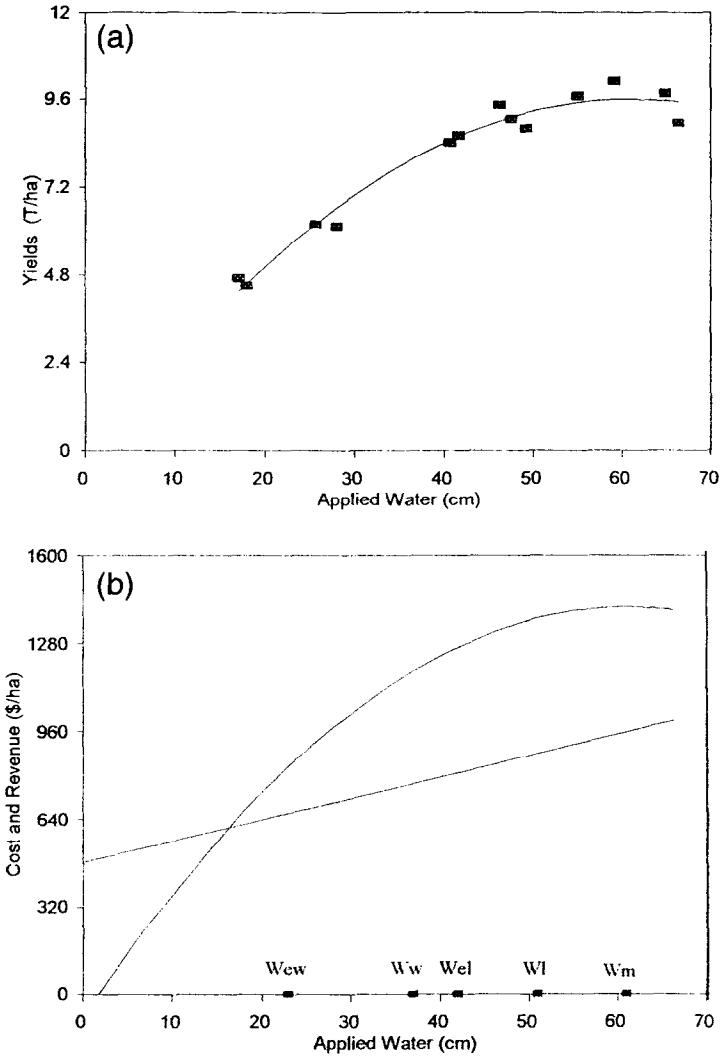 (a)
12
9.6
7.2
4.8
2.4
0
Yields (T/ha)
0 10 20 30 40 50 60 70
Applied Water (cm)
(b)
1600
1280
960
640
320
0
Cost and Revenue ($/ha)
Wew Ww Wel Wl Wm
0 10 20 30 40 50 60 70
Applied Water (cm)